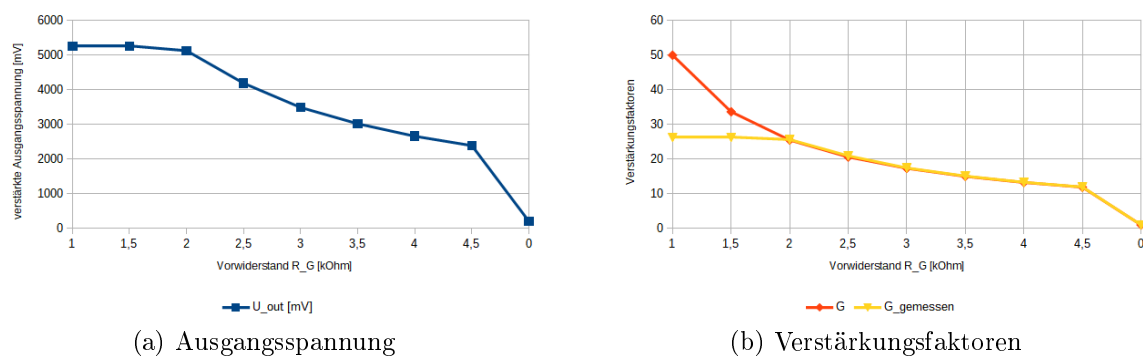 verstärkte Ausgangsspannung [mV]
6000
5000
4000
3000
2000
1000
0
1 1,5 2 2,5 3 3,5 4 4,5 0
Vorwiderstand R_G [kOhm]
U_out [mV]
(a) Ausgangsspannung
Verstärkungsfaktoren
60
50
40
30
20
10
0
1 1,5 2 2,5 3 3,5 4 4,5 0
Vorwiderstand R_G [kOhm]
G G_gemessen
(b) Verstärkungsfaktoren